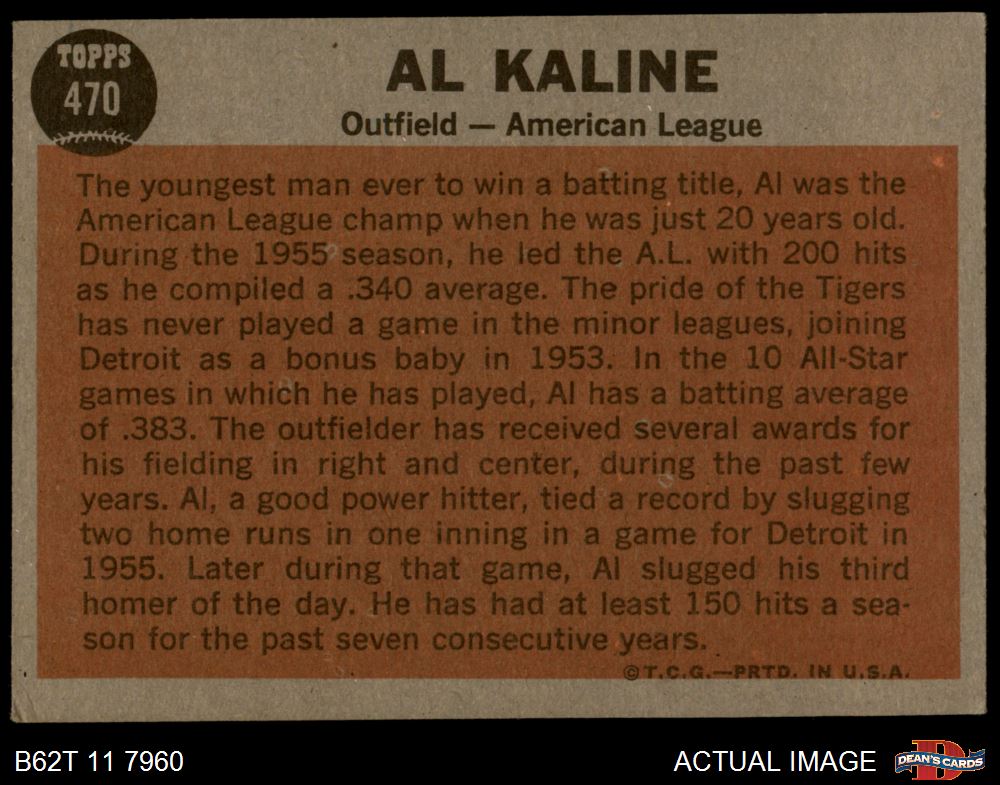 TOPPS
470
AL KALINE
Outfield — American League
The youngest man ever to win a batting title, Al was the
American League champ when he was just 20 years old.
During the 1955 season, he led the A.L. with 200 hits
as he compiled a .340 average. The pride of the Tigers
has never played a game in the minor leagues, joining
Detroit as a bonus baby in 1953. In the 10 All-Star
games in which he has played, Al has a batting average
of .383. The outfielder has received several awards for
his fielding in right and center, during the past few
years. Al, a good power hitter, tied a record by slugging
two home runs in one inning in a game for Detroit in
1955. Later during that game, Al slugged his third
homer of the day. He has had at least 150 hits a sea-
son for the past seven consecutive years.
©T.C.G.—PRTD. IN U.S.A.
B62T 11 7960
ACTUAL IMAGE
D
DEAN'S CARDS